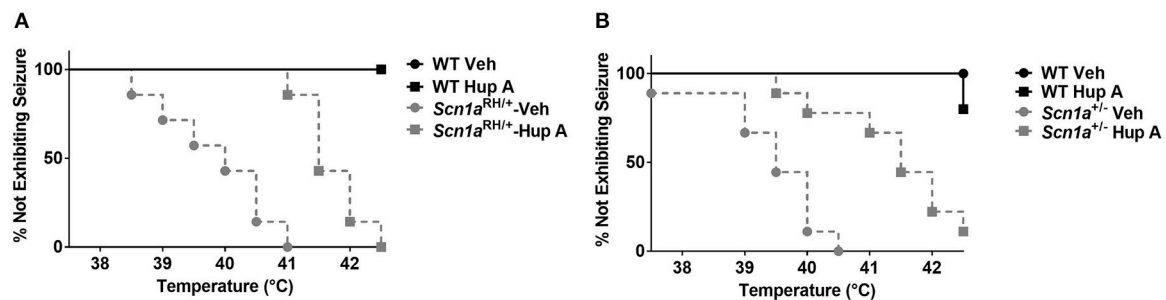 A
% Not Exhibiting Seizure
100
50
0
38 39 40 41 42
Temperature (°C)
WT Veh
WT Hup A
Scn1aRH/+-Veh
Scn1aRH/+-Hup A
B
% Not Exhibiting Seizure
100
50
0
38 39 40 41 42
Temperature (°C)
WT Veh
WT Hup A
Scn1a+/- Veh
Scn1a+/- Hup A